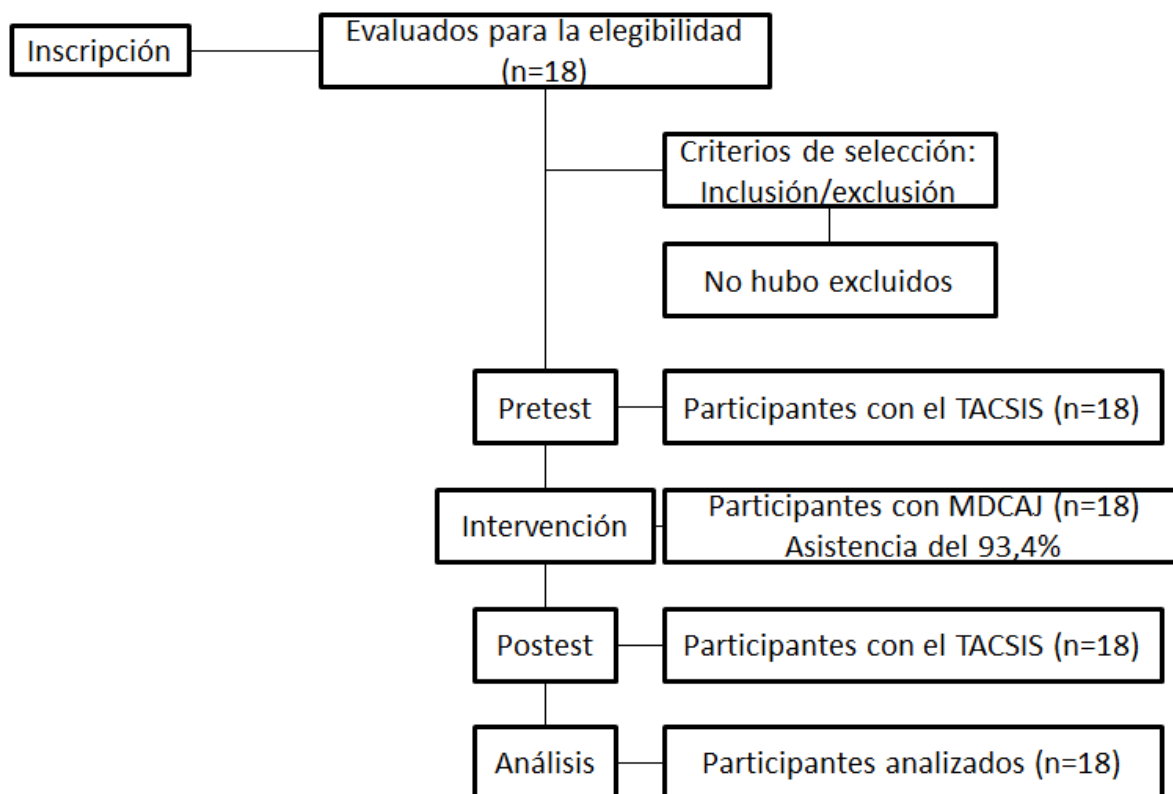 Inscripción
Evaluados para la elegibilidad
(n=18)
Criterios de selección:
Inclusión/exclusión
No hubo excluidos
Pretest
Participantes con el TACSIS (n=18)
Intervención
Participantes con MDCAJ (n=18)
Asistencia del 93,4%
Postest
Participantes con el TACSIS (n=18)
Análisis
Participantes analizados (n=18)